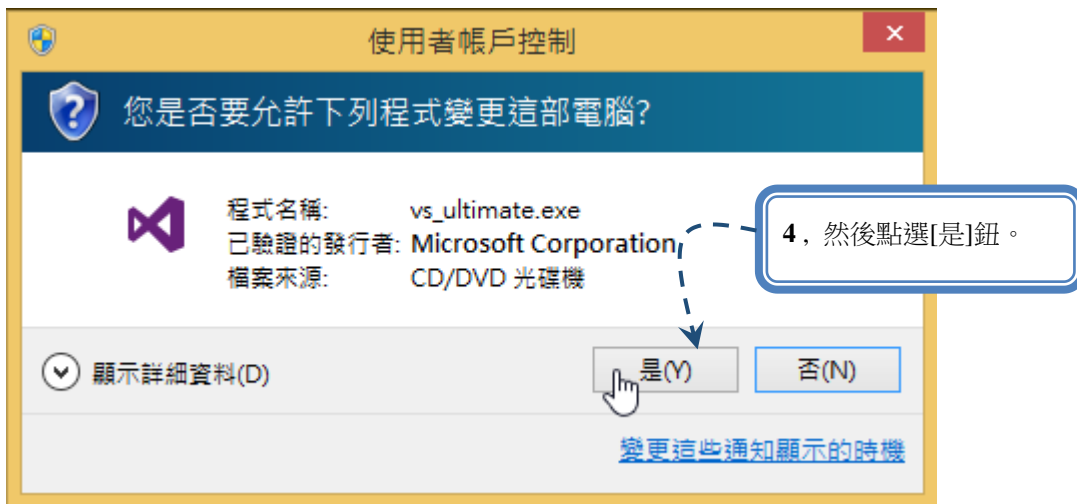 使用者帳戶控制
您是否要允許下列程式變更這部電腦?
程式名稱: vs_ultimate.exe
已驗證的發行者: Microsoft Corporation
檔案來源: CD/DVD 光碟機
4 , 然後點選[是]鈕。
顯示詳細資料(D)
是(Y)
否(N)
變更這些通知顯示的時機